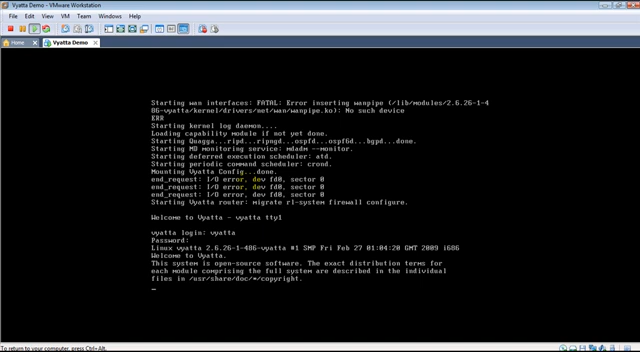 Vyatta Demo - VMware Workstation
File Edit View VM Team Windows Help
Home Vyatta Demo
Starting wan interfaces: FATAL: Error inserting wanpipe (/lib/modules/2.6.26-1-4
86-vyatta/kernel/drivers/net/wan/wanpipe.ko): No such device
ERR
Starting kernel log daemon....
Loading capability module if not yet done.
Starting Quagga...ripd...ripngd...ospfd...ospf6d...bgpd...done.
Starting MD monitoring service: mdadm --monitor.
Starting deferred execution scheduler: atd.
Starting periodic command scheduler: crond.
Mounting Vyatta Config...done.
end_request: I/O error, dev fd0, sector 0
end_request: I/O error, dev fd0, sector 0
end_request: I/O error, dev fd0, sector 0
Starting Vyatta router: migrate rl-system firewall configure.
Welcome to Vyatta - vyatta tty1
vyatta login: vyatta
Password:
Linux vyatta 2.6.26-1-486-vyatta #1 SMP Fri Feb 27 01:04:20 GMT 2009 i686
Welcome to Vyatta.
This system is open-source software. The exact distribution terms for
each module comprising the full system are described in the individual
files in /usr/share/doc/*/copyright.
To return to your computer, press Ctrl+Alt.